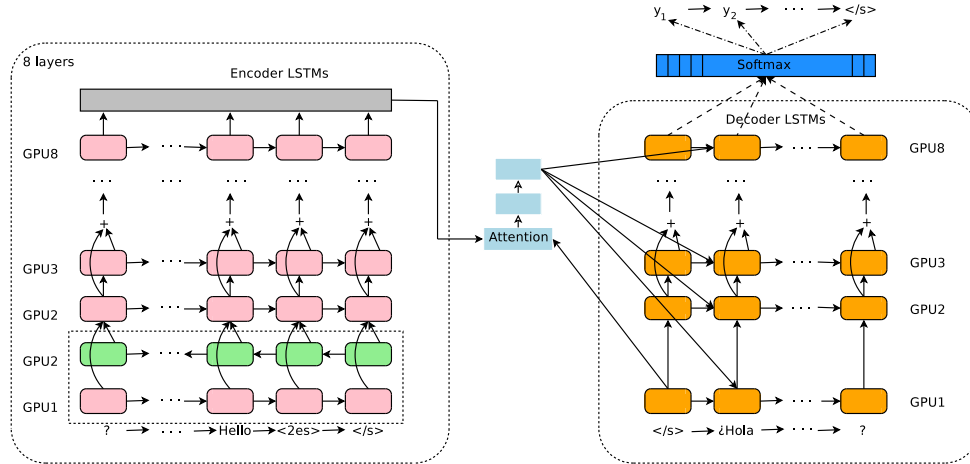 y1 y2 ... </s>
8 layers
Encoder LSTMs
Softmax
Decoder LSTMs
GPU8 ... GPU8
... ... ... ... ... ... ...
+ + + + + + +
Attention
GPU3 ... ... GPU3
GPU2 ... ... GPU2
GPU2 ...
GPU1 ... ... GPU1
? ... Hello <2es> </s> </s> ¿Hola ... ?